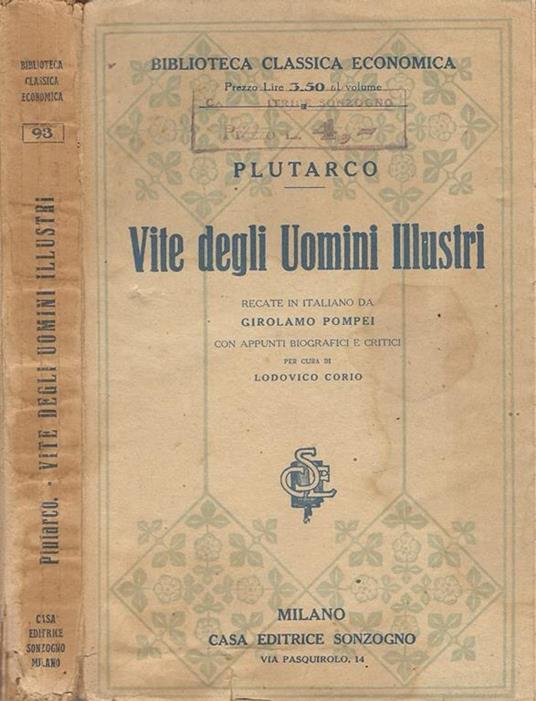 BIBLIOTECA
CLASSICA
ECONOMICA
93
Plutarco. - VITE DEGLI UOMINI ILLUSTRI
CASA
EDITRICE
SONZOGNO
MILANO
BIBLIOTECA CLASSICA ECONOMICA
Prezzo Lire 3.50 al volume
SONZOGNO
PLUTARCO
Vite degli Uomini Illustri
RECATE IN ITALIANO DA
GIROLAMO POMPEI
CON APPUNTI BIOGRAFICI E CRITICI
PER CURA DI
LODOVICO CORIO
MILANO
CASA EDITRICE SONZOGNO
VIA PASQUIROLO, 14